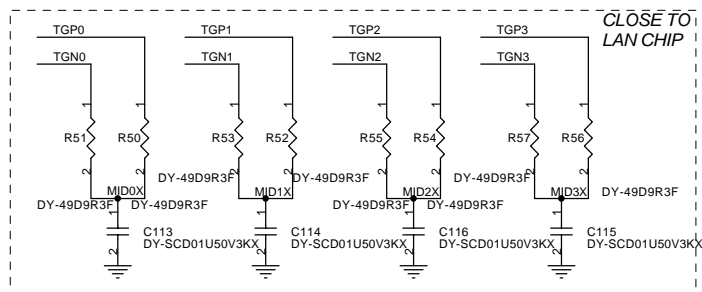 CLOSE TO
LAN CHIP
TGP0 TGP1 TGP2 TGP3
TGN0 TGN1 TGN2 TGN3
1 1 1 1 1 1 1 1
R51 R50 R53 R52 R55 R54 R57 R56
2 2 2 2 2 2 2 2
DY-49D9R3F DY-49D9R3F DY-49D9R3F DY-49D9R3F
MID0X MID1X MID2X MID3X
DY-49D9R3F DY-49D9R3F DY-49D9R3F DY-49D9R3F
1 1 1 1
C113 C114 C116 C115
DY-SCD01U50V3KX DY-SCD01U50V3KX DY-SCD01U50V3KX DY-SCD01U50V3KX
2 2 2 2